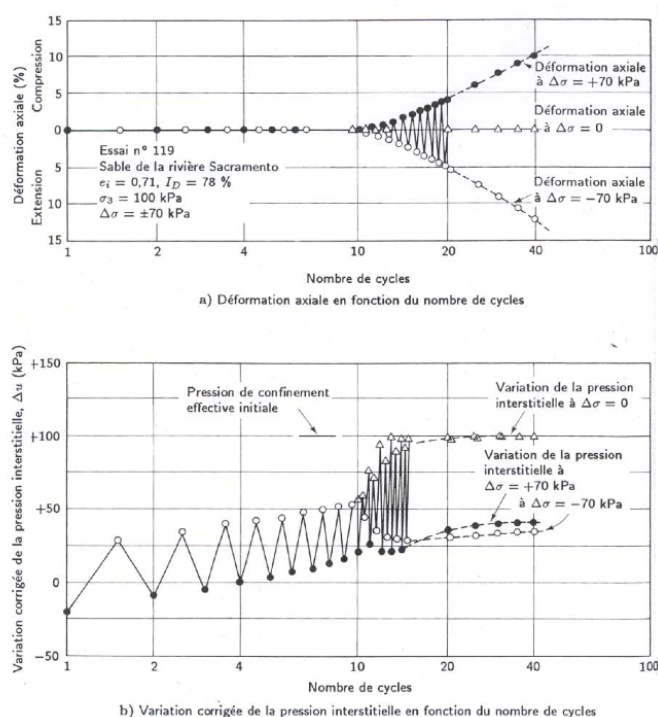 Déformation axiale (%)
Extension Compression
15
10
5
0
5
10
15
Essai n° 119
Sable de la rivière Sacramento
e_i = 0,71, I_D = 78 %
σ_3 = 100 kPa
Δσ = ±70 kPa
Déformation axiale
à Δσ = +70 kPa
Déformation axiale
à Δσ = 0
Déformation axiale
à Δσ = −70 kPa
1 2 4 10 20 40 100
Nombre de cycles
a) Déformation axiale en fonction du nombre de cycles
Variation corrigée de la pression interstitielle, Δu (kPa)
+150
+100
+50
0
−50
Pression de confinement
effective initiale
Variation de la pression
interstitielle à Δσ = 0
Variation de la pression
interstitielle à
Δσ = +70 kPa
à Δσ = −70 kPa
1 2 4 10 20 40 100
Nombre de cycles
b) Variation corrigée de la pression interstitielle en fonction du nombre de cycles